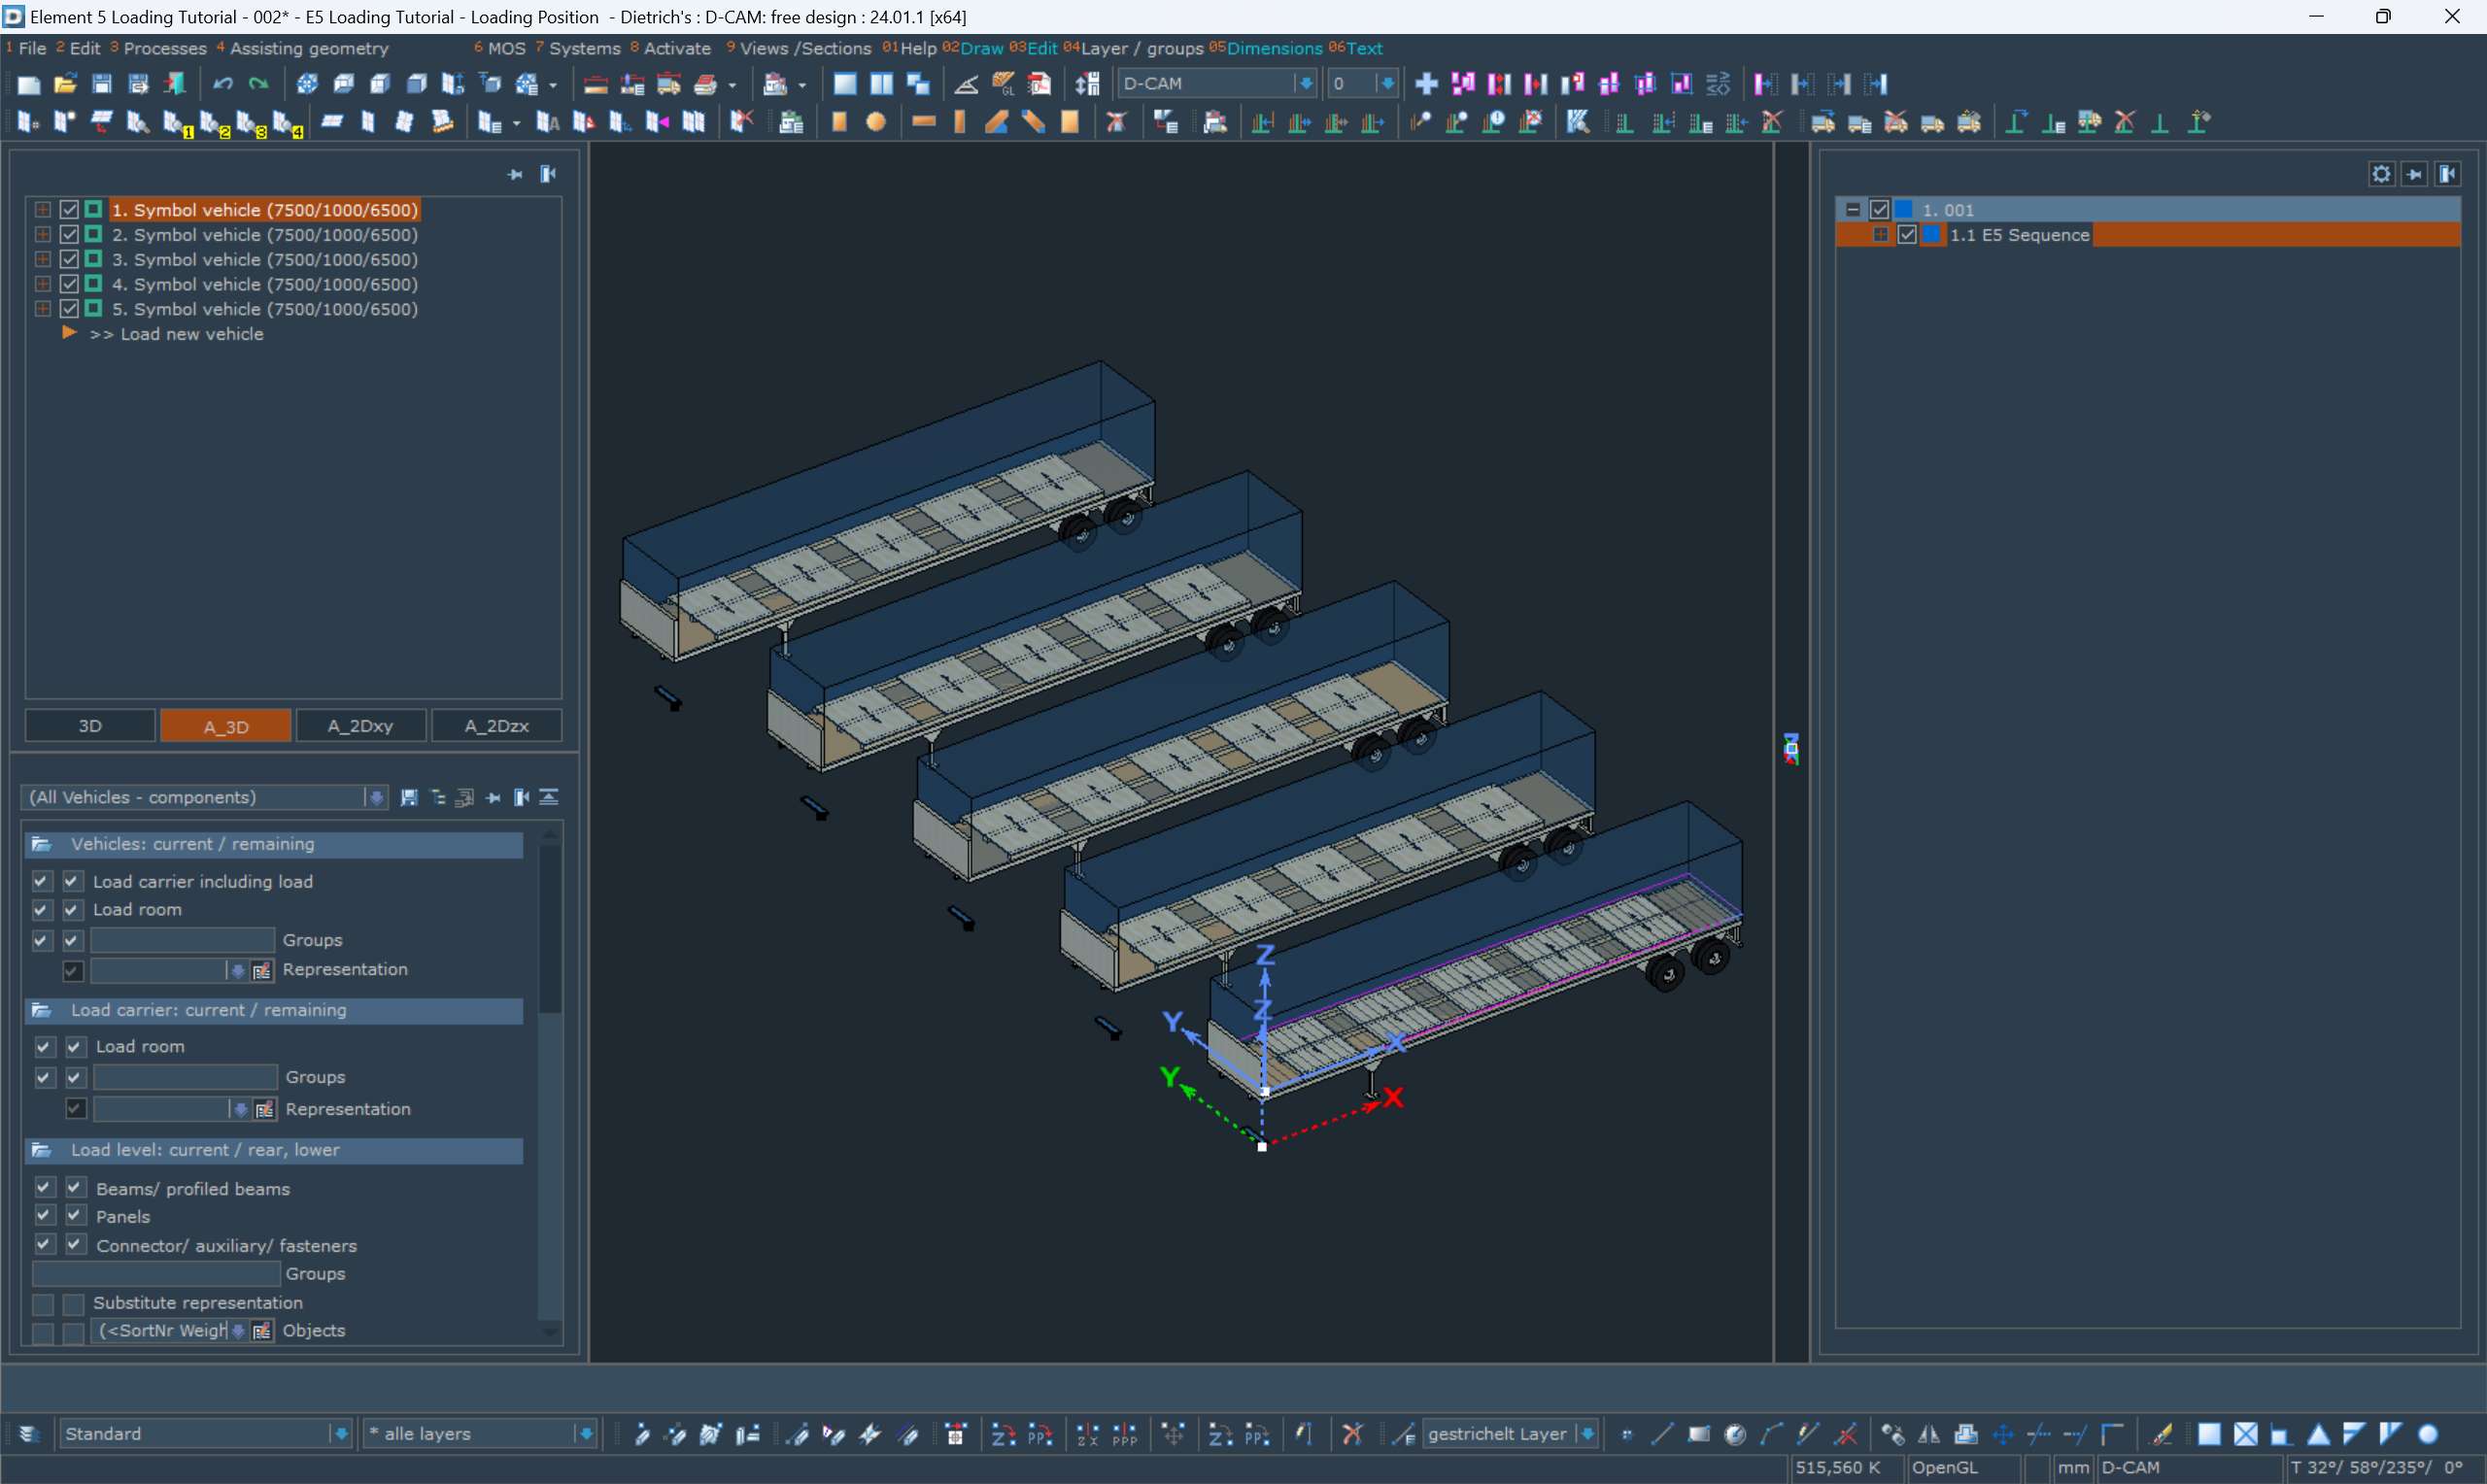 Element 5 Loading Tutorial - 002* - E5 Loading Tutorial - Loading Position - Dietrich's : D-CAM: free design : 24.01.1 [x64]
1 File 2 Edit 3 Processes 4 Assisting geometry 6 MOS 7 Systems 8 Activate 9 Views /Sections 01Help 02Draw 03Edit 04Layer / groups 05Dimensions 06Text
GL D-CAM 0
1 2 3 4
1. Symbol vehicle (7500/1000/6500)
2. Symbol vehicle (7500/1000/6500)
3. Symbol vehicle (7500/1000/6500)
4. Symbol vehicle (7500/1000/6500)
5. Symbol vehicle (7500/1000/6500)
>> Load new vehicle
3D A_3D A_2Dxy A_2Dzx
(All Vehicles - components)
Vehicles: current / remaining
Load carrier including load
Load room
Groups
Representation
Load carrier: current / remaining
Load room
Groups
Representation
Load level: current / rear, lower
Beams/ profiled beams
Panels
Connector/ auxiliary/ fasteners
Groups
Substitute representation
(<SortNr Weigh Objects
Z
Z
Y
X
Y
X
1. 001
1.1 E5 Sequence
Standard * alle layers gestrichelt Layer
515,560 K OpenGL mm D-CAM T 32°/ 58°/235°/ 0°